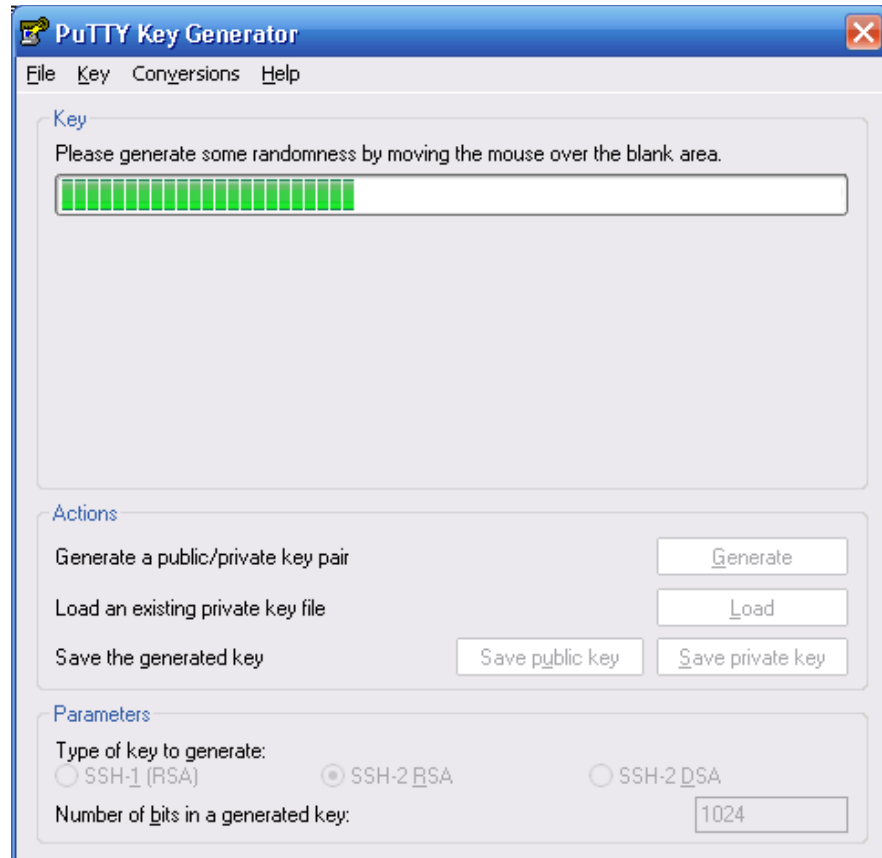 PuTTY Key Generator
File Key Conversions Help
Key
Please generate some randomness by moving the mouse over the blank area.
Actions
Generate a public/private key pair Generate
Load an existing private key file Load
Save the generated key Save public key Save private key
Parameters
Type of key to generate:
SSH-1 (RSA) SSH-2 RSA SSH-2 DSA
Number of bits in a generated key: 1024